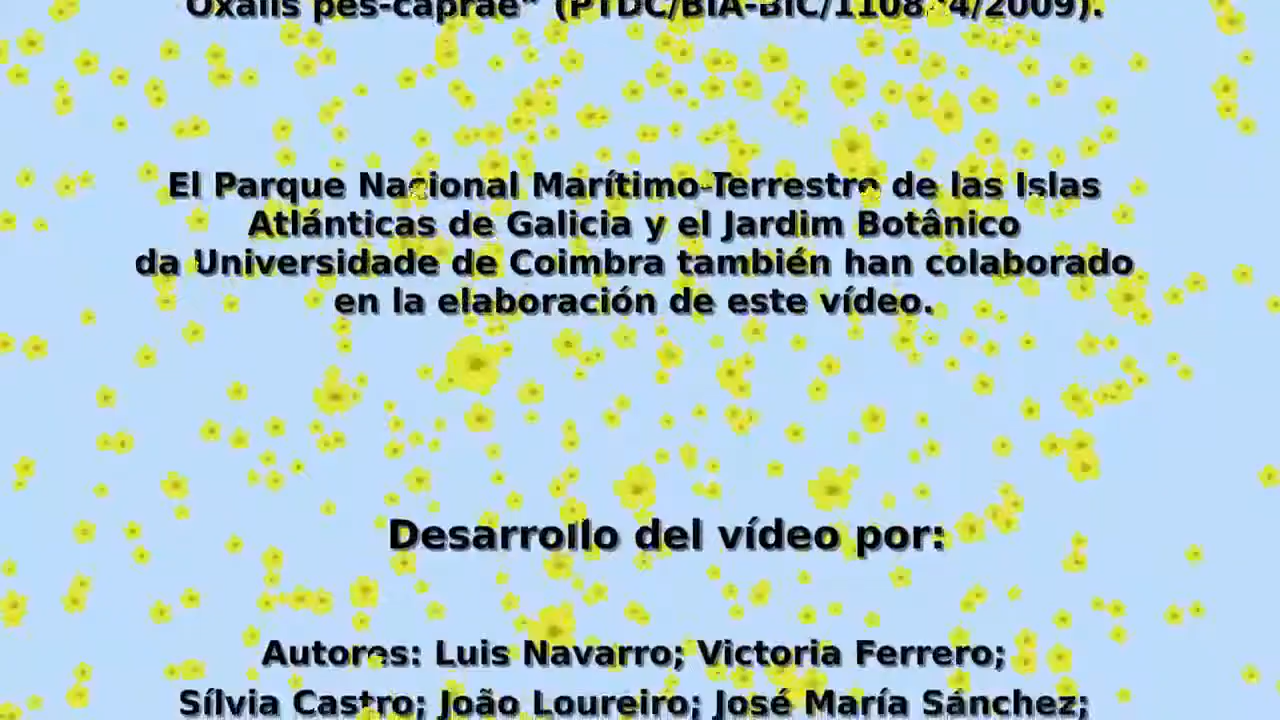 Oxalis pes-caprae" (PTDC/BIA-BIC/110824/2009).
El Parque Nacional Marítimo-Terrestre de las Islas
Atlánticas de Galicia y el Jardim Botânico
da Universidade de Coimbra también han colaborado
en la elaboración de este vídeo.
Desarrollo del vídeo por:
Autores: Luis Navarro; Victoria Ferrero;
Sílvia Castro; João Loureiro; José María Sánchez;